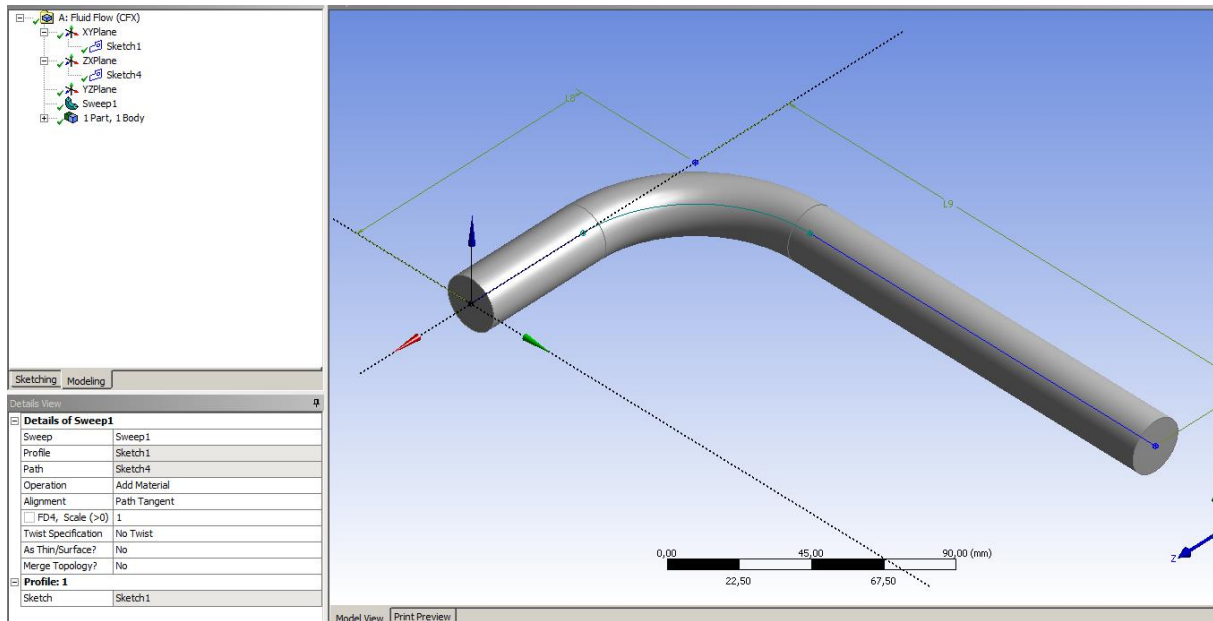 A: Fluid Flow (CFX)
XYPlane
Sketch1
ZXPlane
Sketch4
YZPlane
Sweep1
1 Part, 1 Body
Sketching Modeling
Details View
Details of Sweep1
Sweep Sweep1
Profile Sketch1
Path Sketch4
Operation Add Material
Alignment Path Tangent
FD4, Scale (>0) 1
Twist Specification No Twist
As Thin/Surface? No
Merge Topology? No
Profile: 1
Sketch Sketch1
L9
0,00 45,00 90,00 (mm)
22,50 67,50
Z
Model View Print Preview